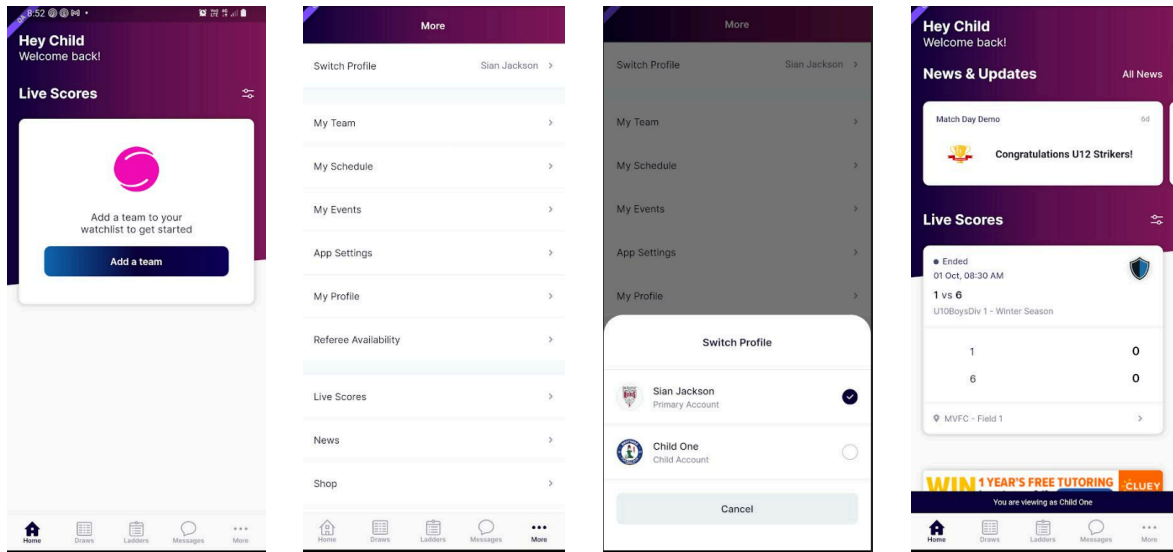 8:52
Hey Child
Welcome back!
Live Scores
Add a team to your
watchlist to get started
Add a team
Home Draws Ladders Messages More
More
Switch Profile Sian Jackson
My Team
My Schedule
My Events
App Settings
My Profile
Referee Availability
Live Scores
News
Shop
Home Draws Ladders Messages More
More
Switch Profile Sian Jackson
My Team
My Schedule
My Events
App Settings
My Profile
Switch Profile
Sian Jackson
Primary Account
Child One
Child Account
Cancel
Hey Child
Welcome back!
News & Updates All News
Match Day Demo 6d
Congratulations U12 Strikers!
Live Scores
Ended
01 Oct, 08:30 AM
1 vs 6
U10BoysDiv 1 - Winter Season
1 0
6 0
MVFC - Field 1
WIN 1 YEAR'S FREE TUTORING CLUEY
You are viewing as Child One
Home Draws Ladders Messages More